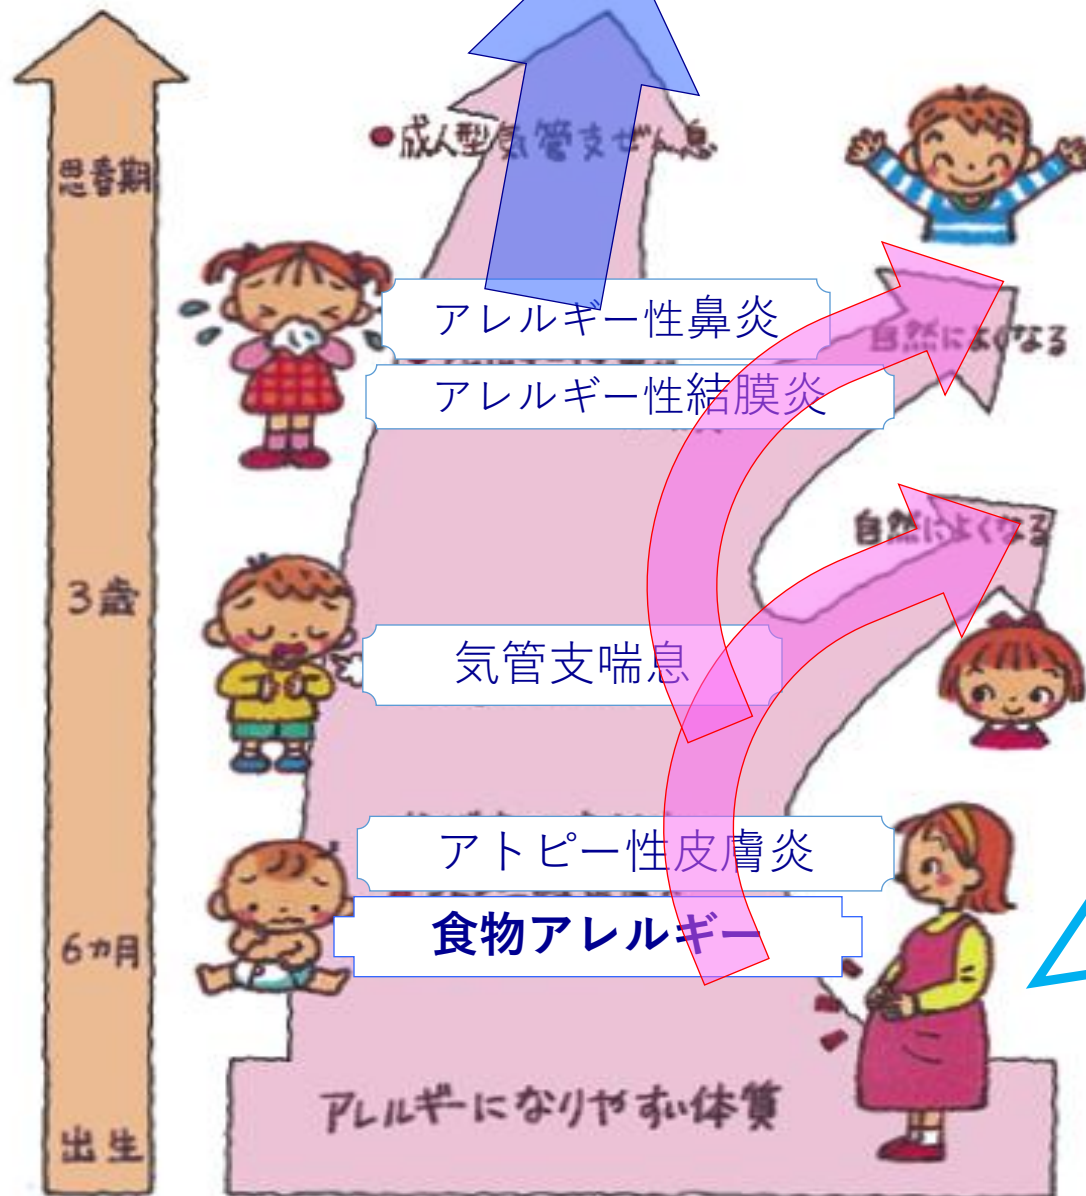 思春期
3歳
6カ月
出生
●成人型気管支ぜん息
アレルギー性鼻炎
アレルギー性結膜炎
自然によくなる
自然によくなる
気管支喘息
アトピー性皮膚炎
食物アレルギー
アレルギーになりやすい体質